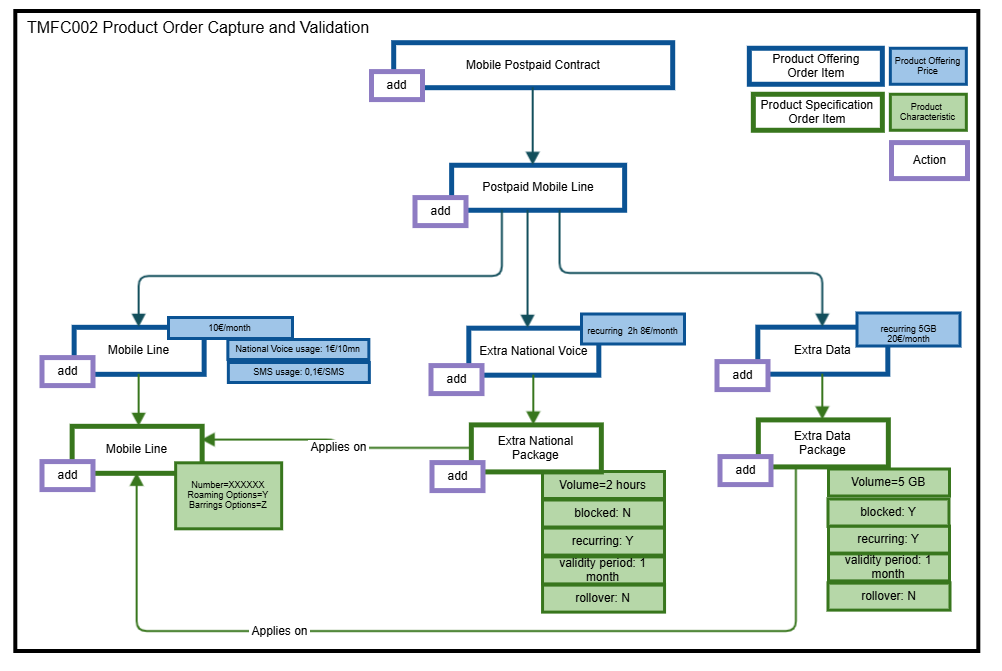 TMFC002 Product Order Capture and Validation
Mobile Postpaid Contract
add
Product Offering
Order Item
Product Offering
Price
Product Specification
Order Item
Product
Characteristic
Action
Postpaid Mobile Line
add
10€/month
Mobile Line
National Voice usage: 1€/10mn
SMS usage: 0,1€/SMS
add
recurring 2h 8€/month
Extra National Voice
add
recurring 5GB
20€/month
Extra Data
add
Mobile Line
add
Number=XXXXXX
Roaming Options=Y
Barrings Options=Z
Applies on
Extra National
Package
add
Volume=2 hours
blocked: N
recurring: Y
validity period: 1
month
rollover: N
Extra Data
Package
add
Volume=5 GB
blocked: Y
recurring: Y
validity period: 1
month
rollover: N
Applies on